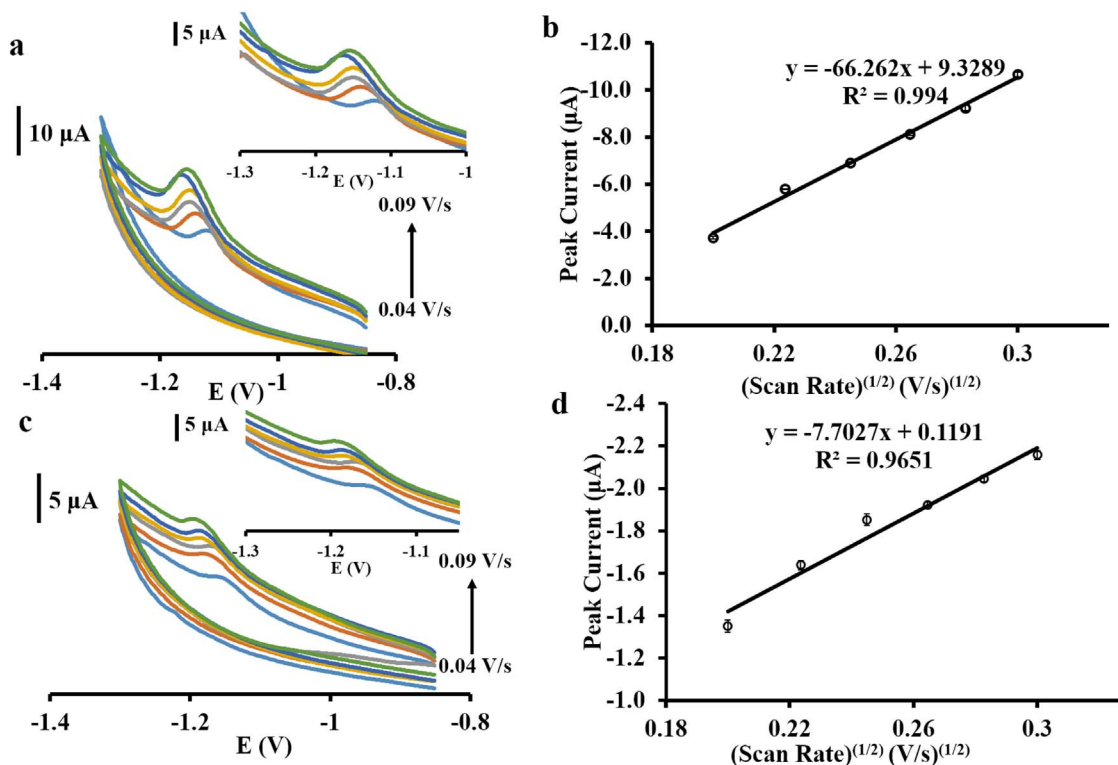 a
5 µA
10 µA
-1.3
-1.2
-1.1
-1
E (V)
0.09 V/s
0.04 V/s
-1.4
-1.2
-1
-0.8
E (V)
b
-12.0
-10.0
-8.0
-6.0
-4.0
-2.0
0.0
Peak Current (µA)
y = -66.262x + 9.3289
R² = 0.994
0.18
0.22
0.26
0.3
(Scan Rate)^(1/2) (V/s)^(1/2)
c
5 µA
5 µA
-1.3
-1.2
-1.1
E (V)
0.09 V/s
0.04 V/s
-1.4
-1.2
-1
-0.8
E (V)
d
-2.4
-2.2
-2.0
-1.8
-1.6
-1.4
-1.2
-1.0
Peak Current (µA)
y = -7.7027x + 0.1191
R² = 0.9651
0.18
0.22
0.26
0.3
(Scan Rate)^(1/2) (V/s)^(1/2)